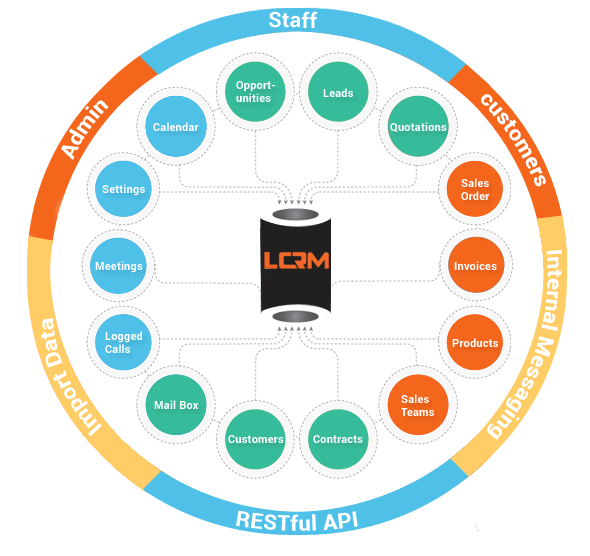 Staff
Admin
customers
Import Data
Internal Messaging
RESTful API
Opport-
unities
Leads
Calendar
Quotations
Settings
Sales
Order
Meetings
LCRM
Invoices
Logged
Calls
Products
Mail Box
Sales
Teams
Customers
Contracts